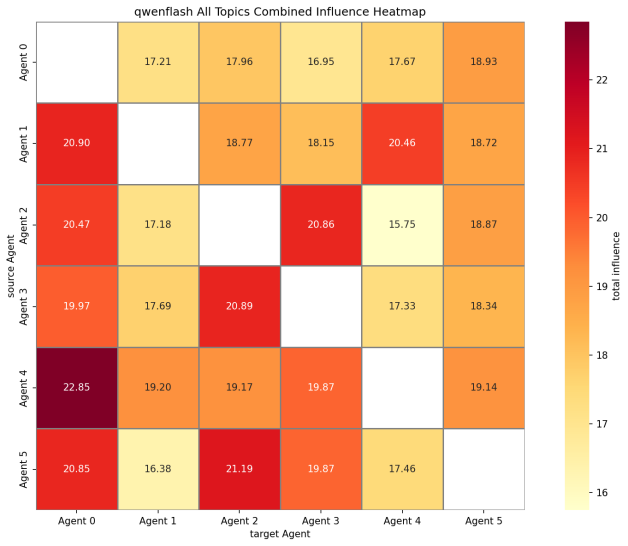 qwenflash All Topics Combined Influence Heatmap
source Agent
Agent 0
17.21 17.96 16.95 17.67 18.93
Agent 1
20.90 18.77 18.15 20.46 18.72
Agent 2
20.47 17.18 20.86 15.75 18.87
Agent 3
19.97 17.69 20.89 17.33 18.34
Agent 4
22.85 19.20 19.17 19.87 19.14
Agent 5
20.85 16.38 21.19 19.87 17.46
Agent 0 Agent 1 Agent 2 Agent 3 Agent 4 Agent 5
target Agent
22
21
20
19
18
17
16
total influence